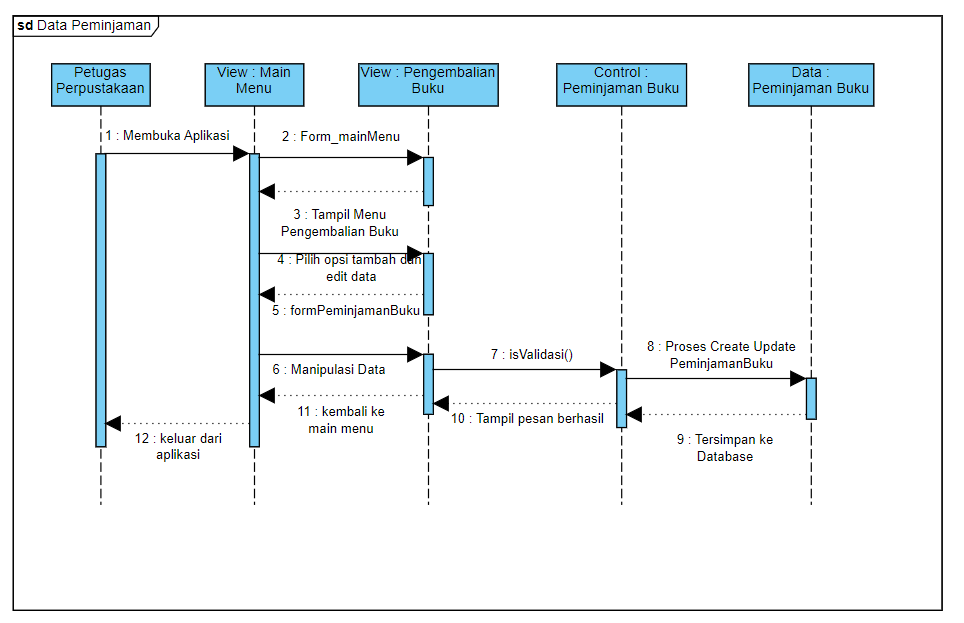 sd Data Peminjaman
Petugas
Perpustakaan
View : Main
Menu
View : Pengembalian
Buku
Control :
Peminjaman Buku
Data :
Peminjaman Buku
1 : Membuka Aplikasi
2 : Form_mainMenu
3 : Tampil Menu
Pengembalian Buku
4 : Pilih opsi tambah dan
edit data
5 : formPeminjamanBuku
6 : Manipulasi Data
7 : isValidasi()
8 : Proses Create Update
PeminjamanBuku
9 : Tersimpan ke
Database
10 : Tampil pesan berhasil
11 : kembali ke
main menu
12 : keluar dari
aplikasi